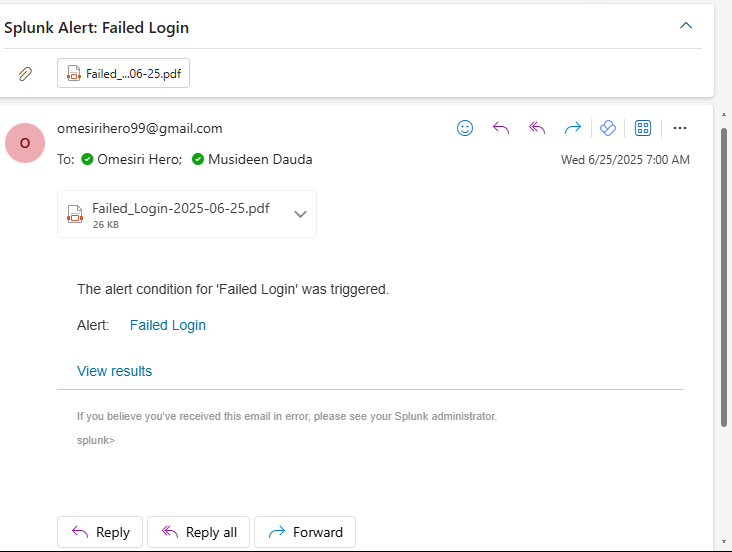 Splunk Alert: Failed Login
Failed_...06-25.pdf
omesirihero99@gmail.com
O
To: Omesiri Hero; Musideen Dauda
Wed 6/25/2025 7:00 AM
Failed_Login-2025-06-25.pdf
26 KB
The alert condition for 'Failed Login' was triggered.
Alert: Failed Login
View results
If you believe you've received this email in error, please see your Splunk administrator.
splunk>
Reply Reply all Forward